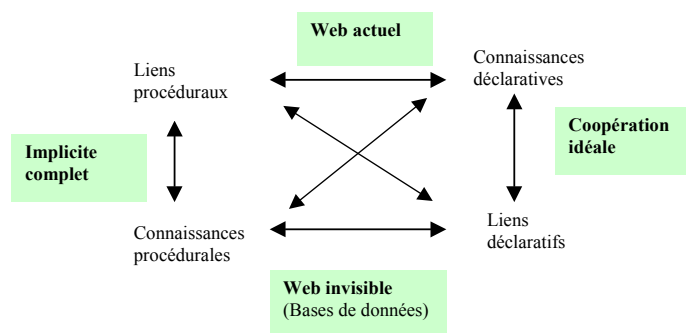 Web actuel
Liens
procéduraux
Connaissances
déclaratives
Implicite
complet
Coopération
idéale
Connaissances
procédurales
Liens
déclaratifs
Web invisible
(Bases de données)